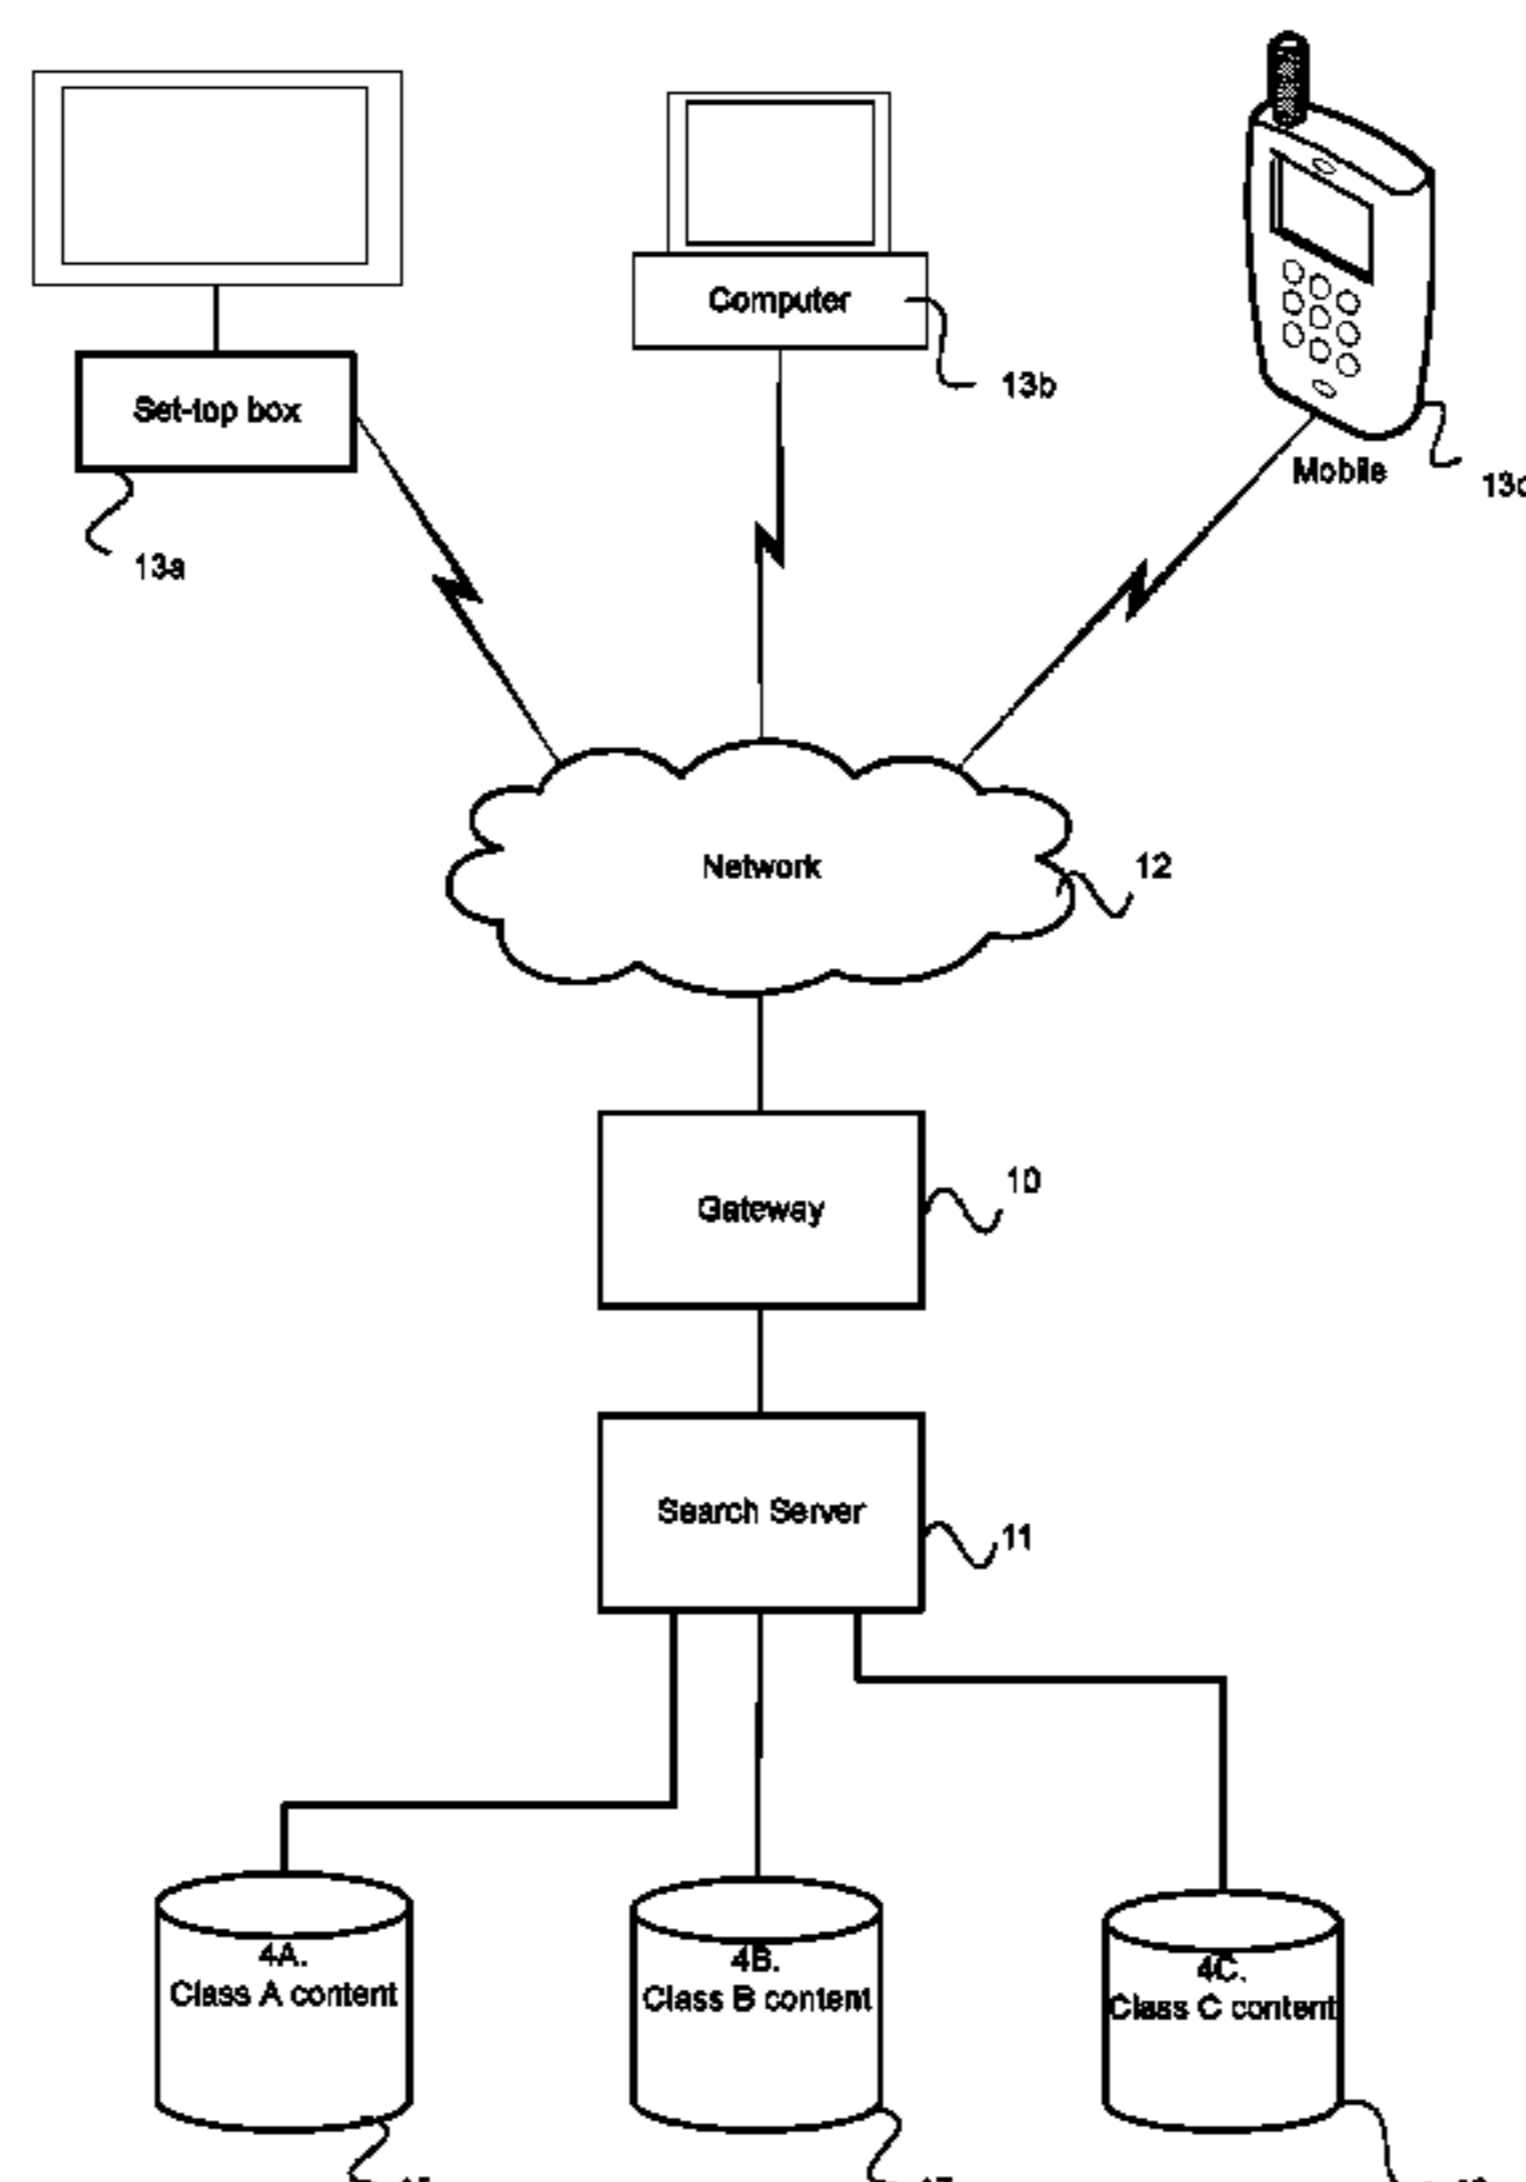 Computer
13b
Set-top box
Mobile
13c
13a
Network
12
10
Gateway
Search Server
11
4A.
Class A content
4B.
Class B content
4C.
Class C content